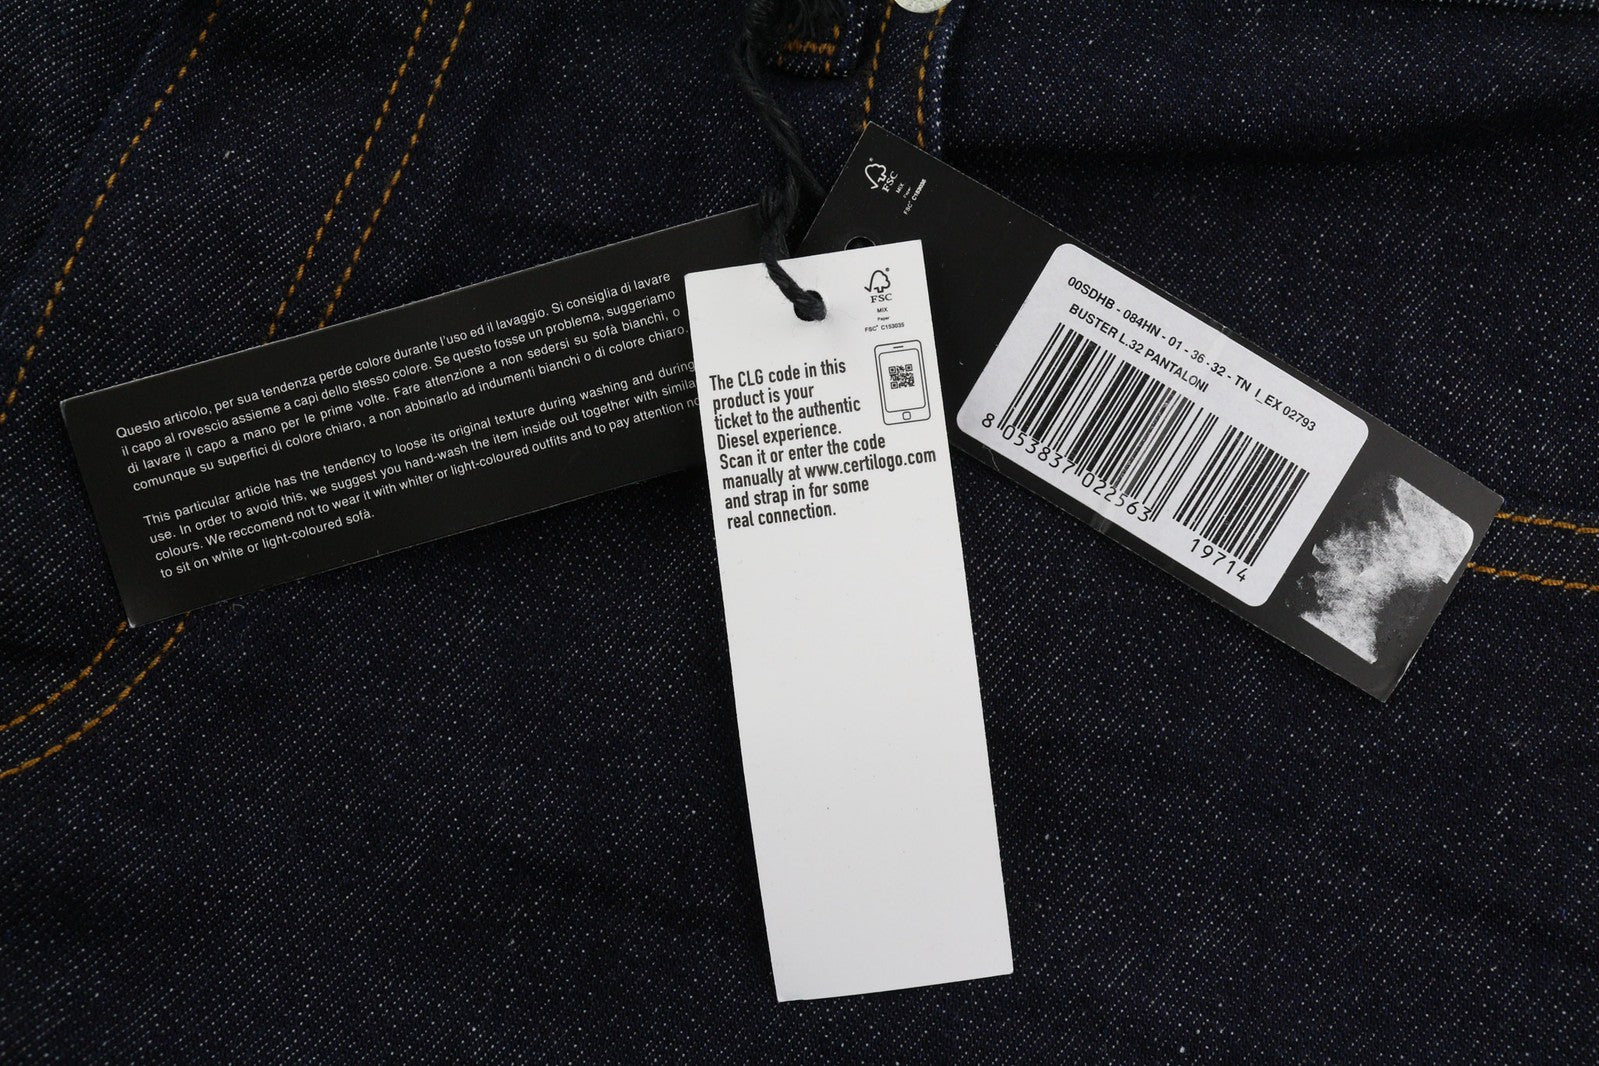 Questo articolo, per sua tendenza perde colore durante l'uso ed il lavaggio. Si consiglia di lavare
il capo al rovescio assieme a capi dello stesso colore. Se questo fosse un problema, suggeriamo
di lavare il capo a mano per le prime volte. Fare attenzione a non sedersi su sofà bianchi, o
comunque su superfici di colore chiaro, a non abbinarlo ad indumenti bianchi o di colore chiaro.
This particular article has the tendency to loose its original texture during washing and during
use. In order to avoid this, we suggest you hand-wash the item inside out together with
colours. We reccomend not to wear it with whiter or light-coloured outfits and to pay attention
to sit on white or light-coloured sofà.
FSC
MIX
Paper
FSC® C153035
The CLG code in this
product is your
ticket to the authentic
Diesel experience.
Scan it or enter the code
manually at www.certilogo.com
and strap in for some
real connection.
FSC
MIX
Paper
FSC® C153035
00SDHB - 084HN - 01 - 36 - 32 - TN I_EX 02793
BUSTER L.32 PANTALONI
8 053837 022563
19714